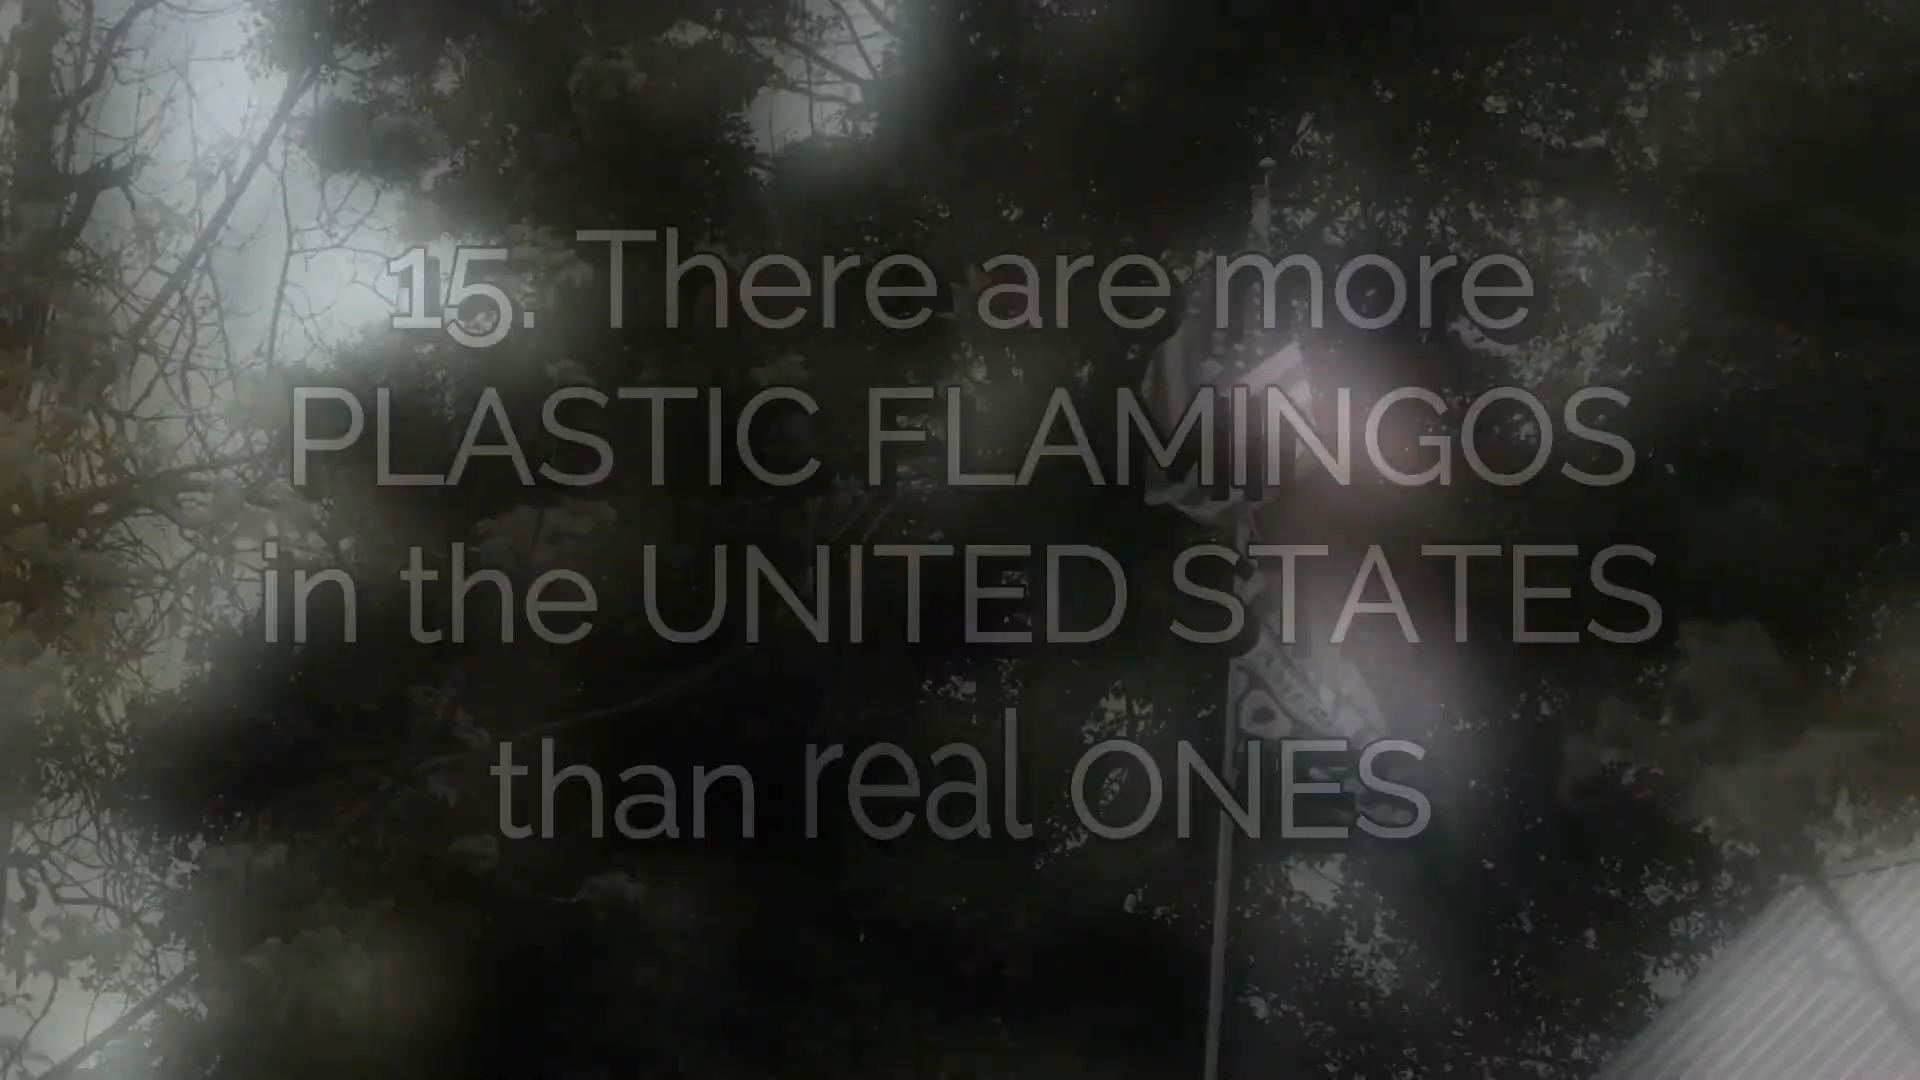 15. There are more
PLASTIC FLAMINGOS
in the UNITED STATES
than real ONES